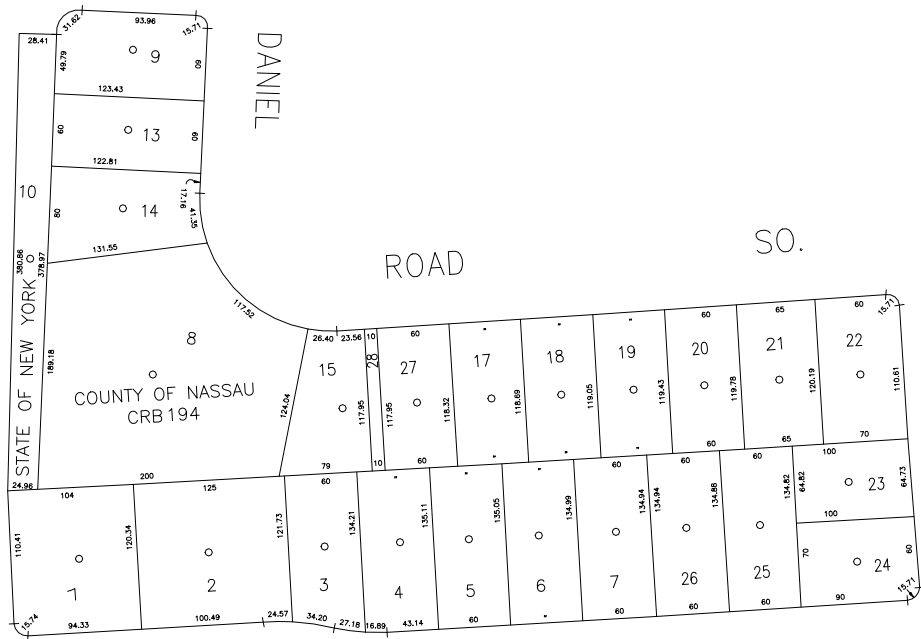 31.62 93.96 15.71
28.41
49.79 9 60
123.43
60 13 60
122.81
10 80 14 17.16
41.35
131.55
DANIEL
ROAD SO.
380.86 378.97
STATE OF NEW YORK
189.18
117.52
8
COUNTY OF NASSAU
CRB 194
124.04
26.40 23.56 10 60 " " " 60 65 60 15.71
15 28 27 17 18 19 20 21 22
117.95 117.95 118.32 118.69 119.05 119.43 119.78 120.19 110.61
79 10 60 " " " 60 65 70
24.96 200
104 125 60 " " " 60 60 60 100
110.41 120.34 121.73 134.21 135.11 135.05 134.99 134.94 134.94 134.88 134.82 64.82 23 64.73
100
1 2 3 4 5 6 7 26 25 70 24 60
15.74 94.33 100.49 24.57 34.20 27.18 16.89 43.14 60 " 60 60 60 90 15.71